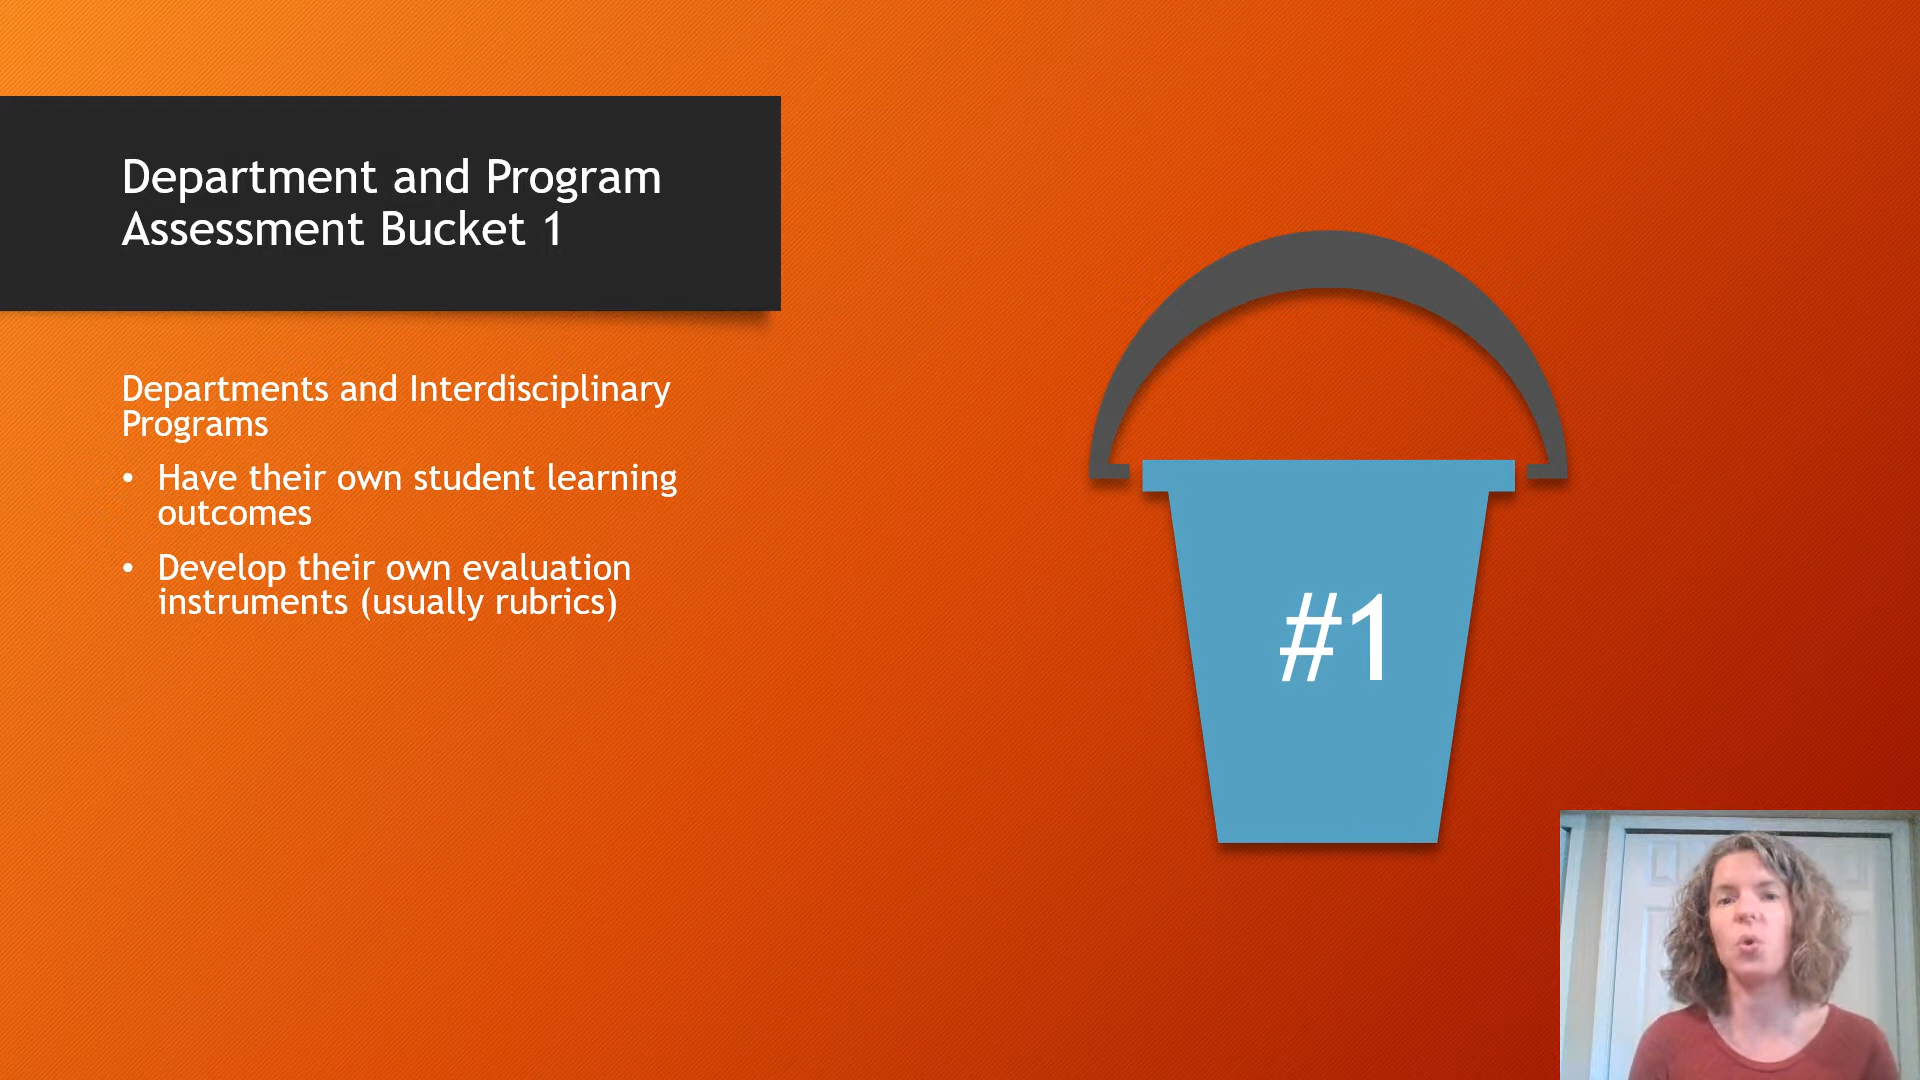 Department and Program
Assessment Bucket 1
Departments and Interdisciplinary
Programs
• Have their own student learning
outcomes
• Develop their own evaluation
instruments (usually rubrics)
#1